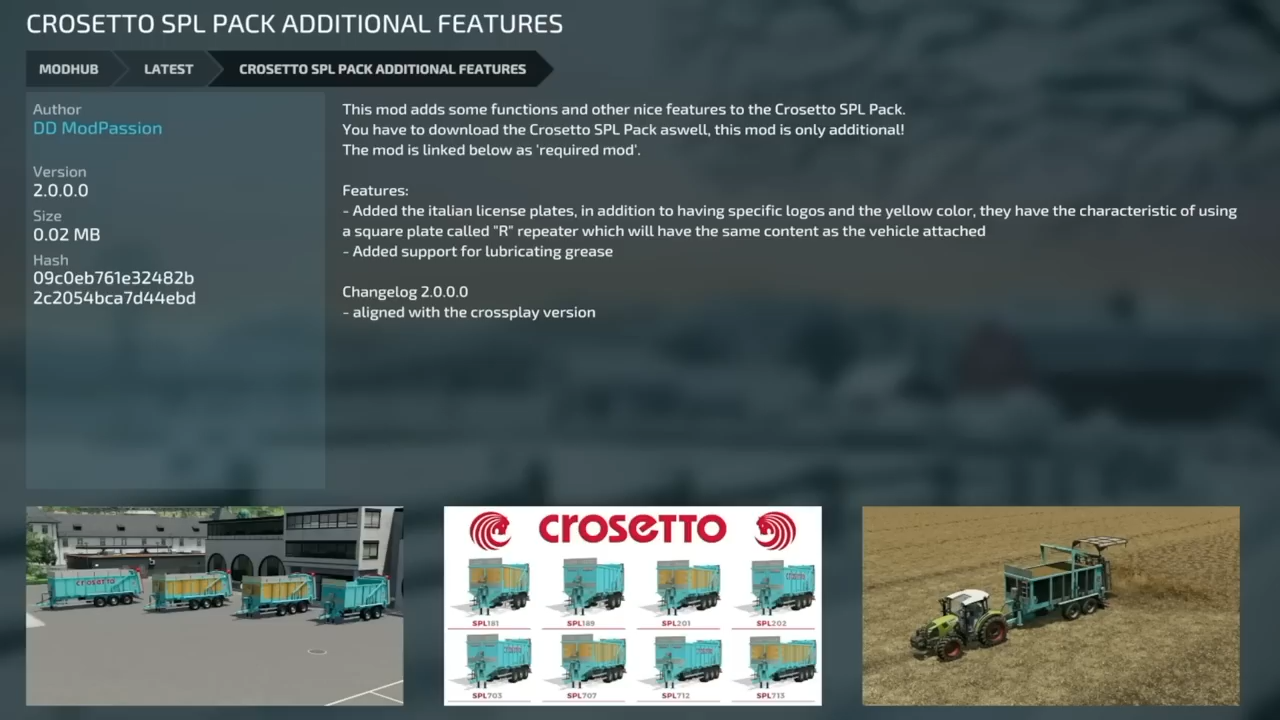 CROSETTO SPL PACK ADDITIONAL FEATURES
MODHUB LATEST CROSETTO SPL PACK ADDITIONAL FEATURES
Author
DD ModPassion
Version
2.0.0.0
Size
0.02 MB
Hash
09c0eb761e32482b
2c2054bca7d44ebd
This mod adds some functions and other nice features to the Crosetto SPL Pack.
You have to download the Crosetto SPL Pack aswell, this mod is only additional!
The mod is linked below as 'required mod'.
Features:
- Added the italian license plates, in addition to having specific logos and the yellow color, they have the characteristic of using
a square plate called "R" repeater which will have the same content as the vehicle attached
- Added support for lubricating grease
Changelog 2.0.0.0
- aligned with the crossplay version
crosetto
crosetto
SPL181 SPL189 SPL201 SPL202
SPL703 SPL707 SPL712 SPL713